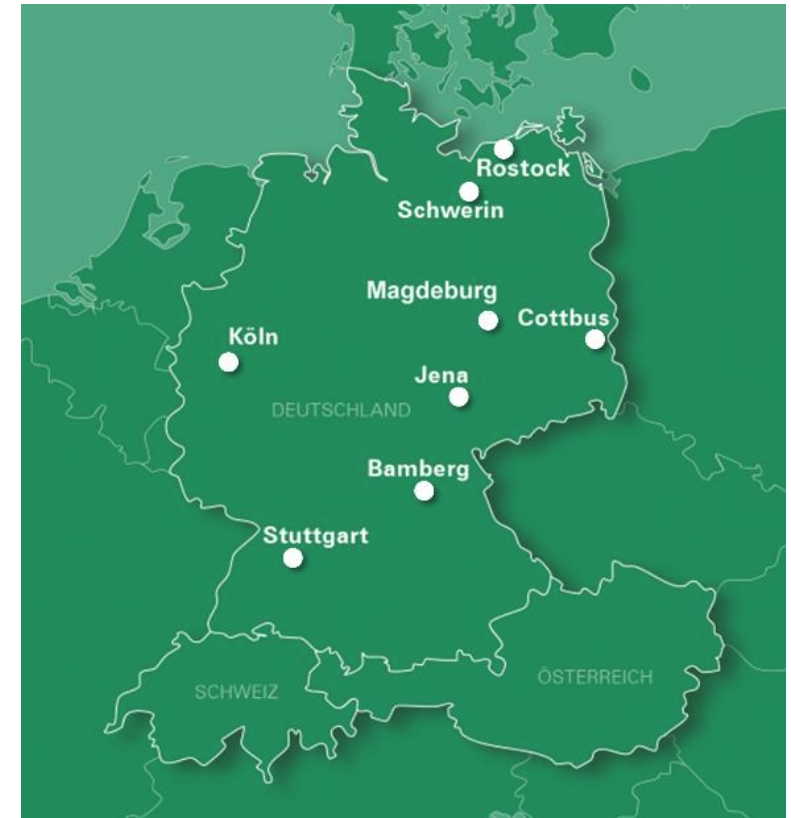 Rostock
Schwerin
Magdeburg
Cottbus
Köln
Jena
DEUTSCHLAND
Bamberg
Stuttgart
ÖSTERREICH
SCHWEIZ